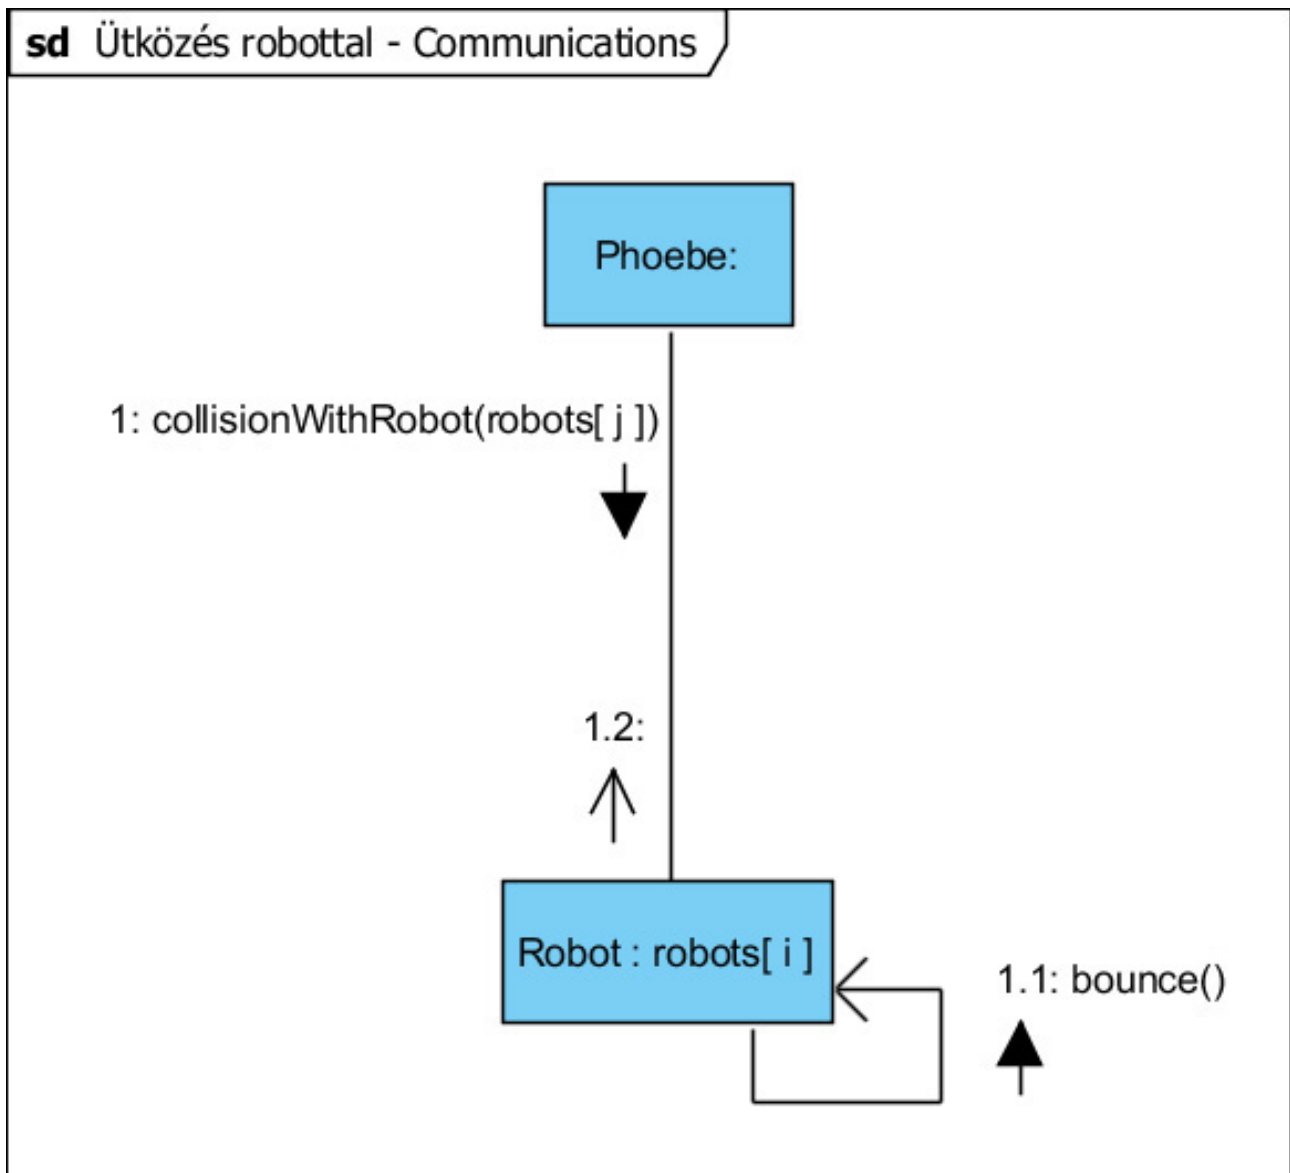 sd Ütközés robottal - Communications
Phoebe:
1: collisionWithRobot(robots[ j ])
1.2:
Robot : robots[ i ]
1.1: bounce()